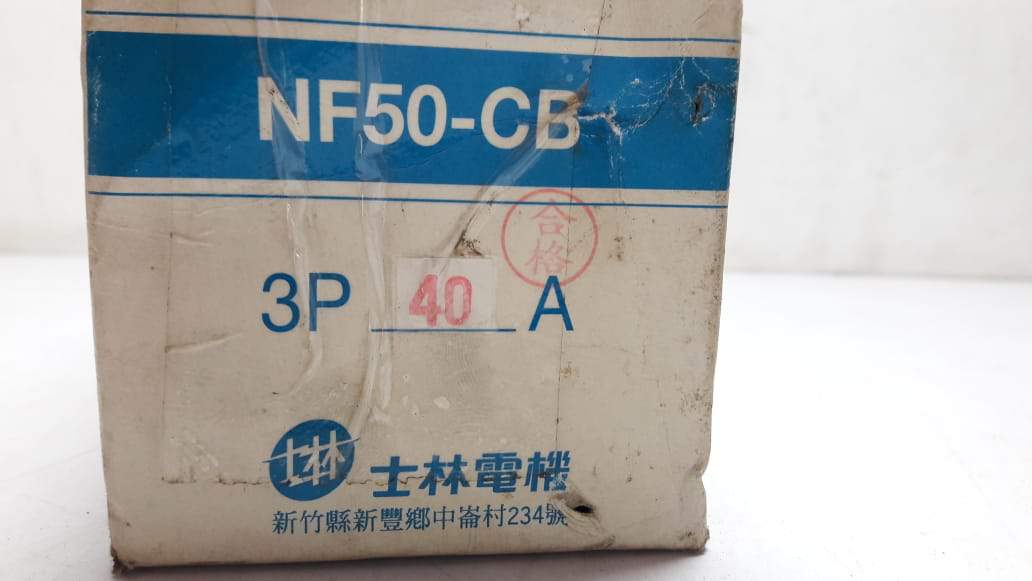 NF50-CB
合格
3P 40 A
士林 士林電機
新竹縣新豐鄉中崙村234號